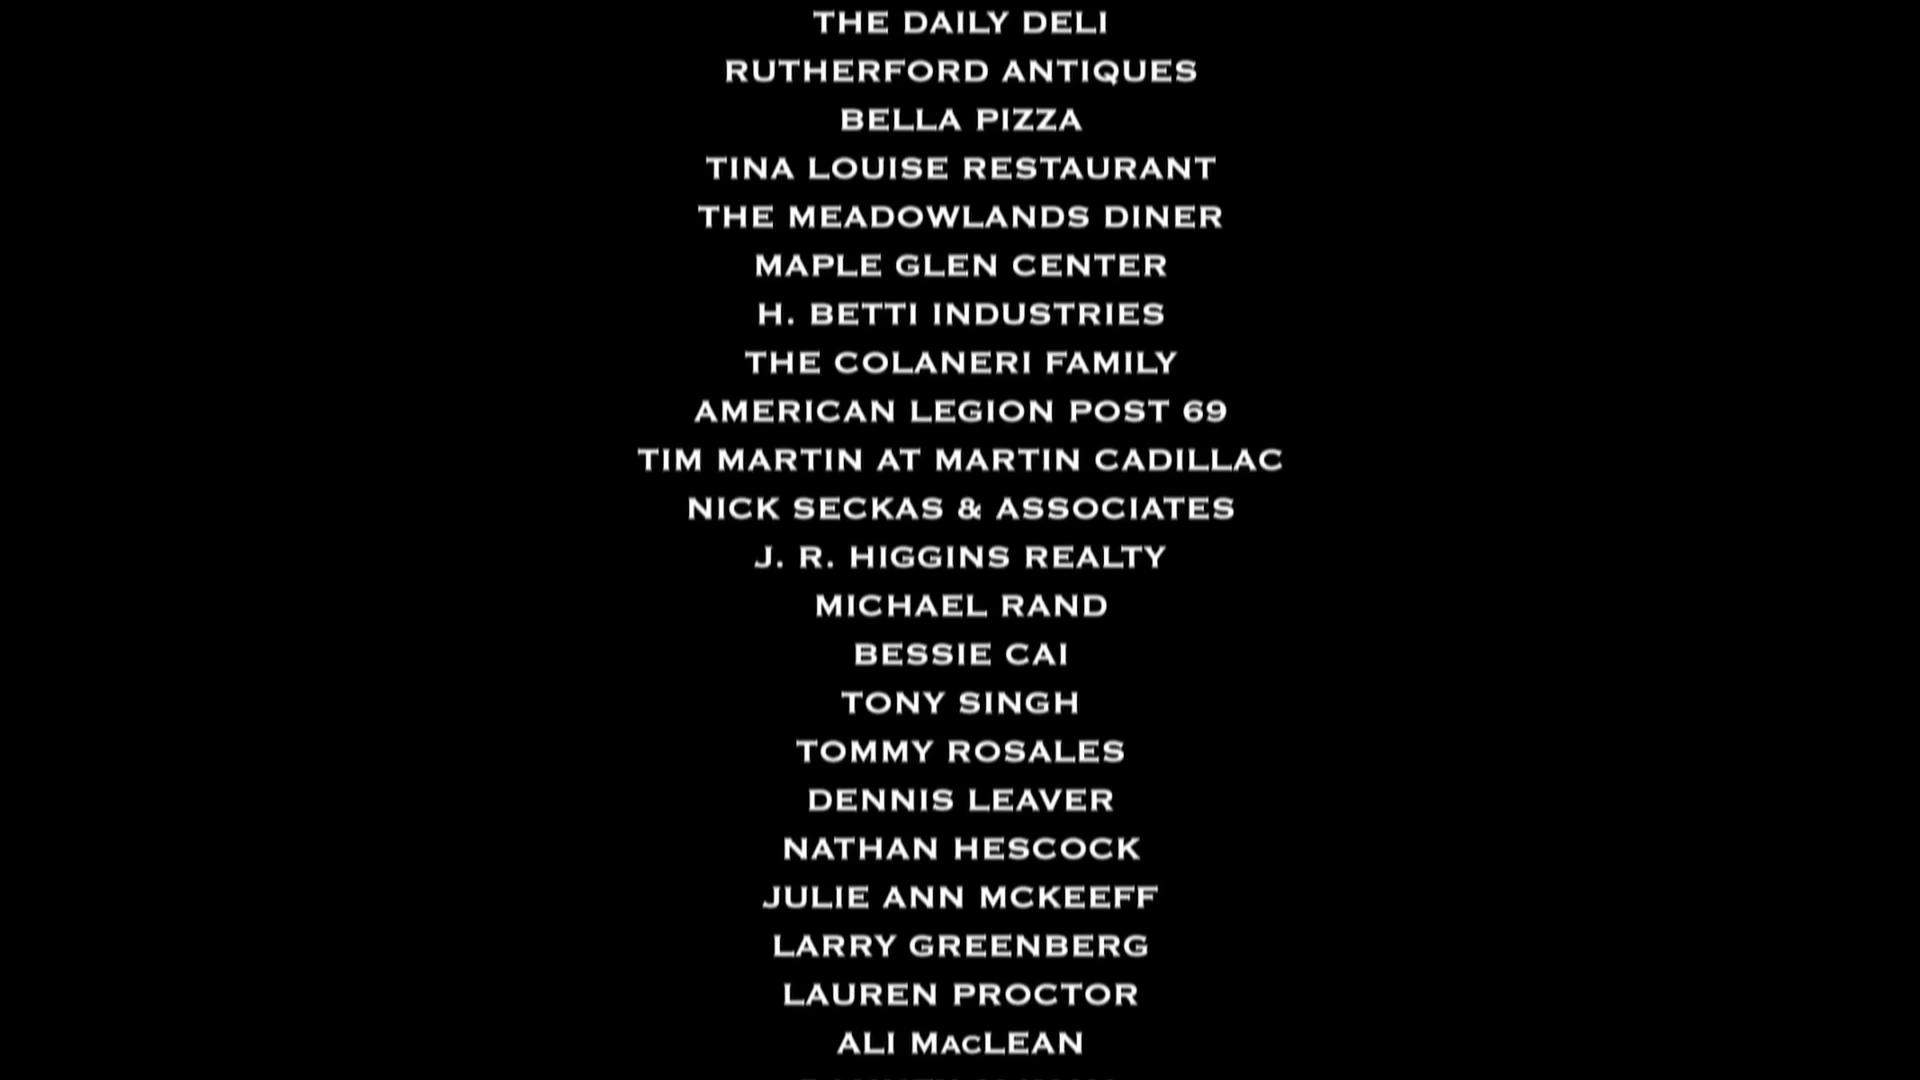 THE DAILY DELI
RUTHERFORD ANTIQUES
BELLA PIZZA
TINA LOUISE RESTAURANT
THE MEADOWLANDS DINER
MAPLE GLEN CENTER
H. BETTI INDUSTRIES
THE COLANERI FAMILY
AMERICAN LEGION POST 69
TIM MARTIN AT MARTIN CADILLAC
NICK SECKAS & ASSOCIATES
J. R. HIGGINS REALTY
MICHAEL RAND
BESSIE CAI
TONY SINGH
TOMMY ROSALES
DENNIS LEAVER
NATHAN HESCOCK
JULIE ANN MCKEEFF
LARRY GREENBERG
LAUREN PROCTOR
ALI MacLEAN